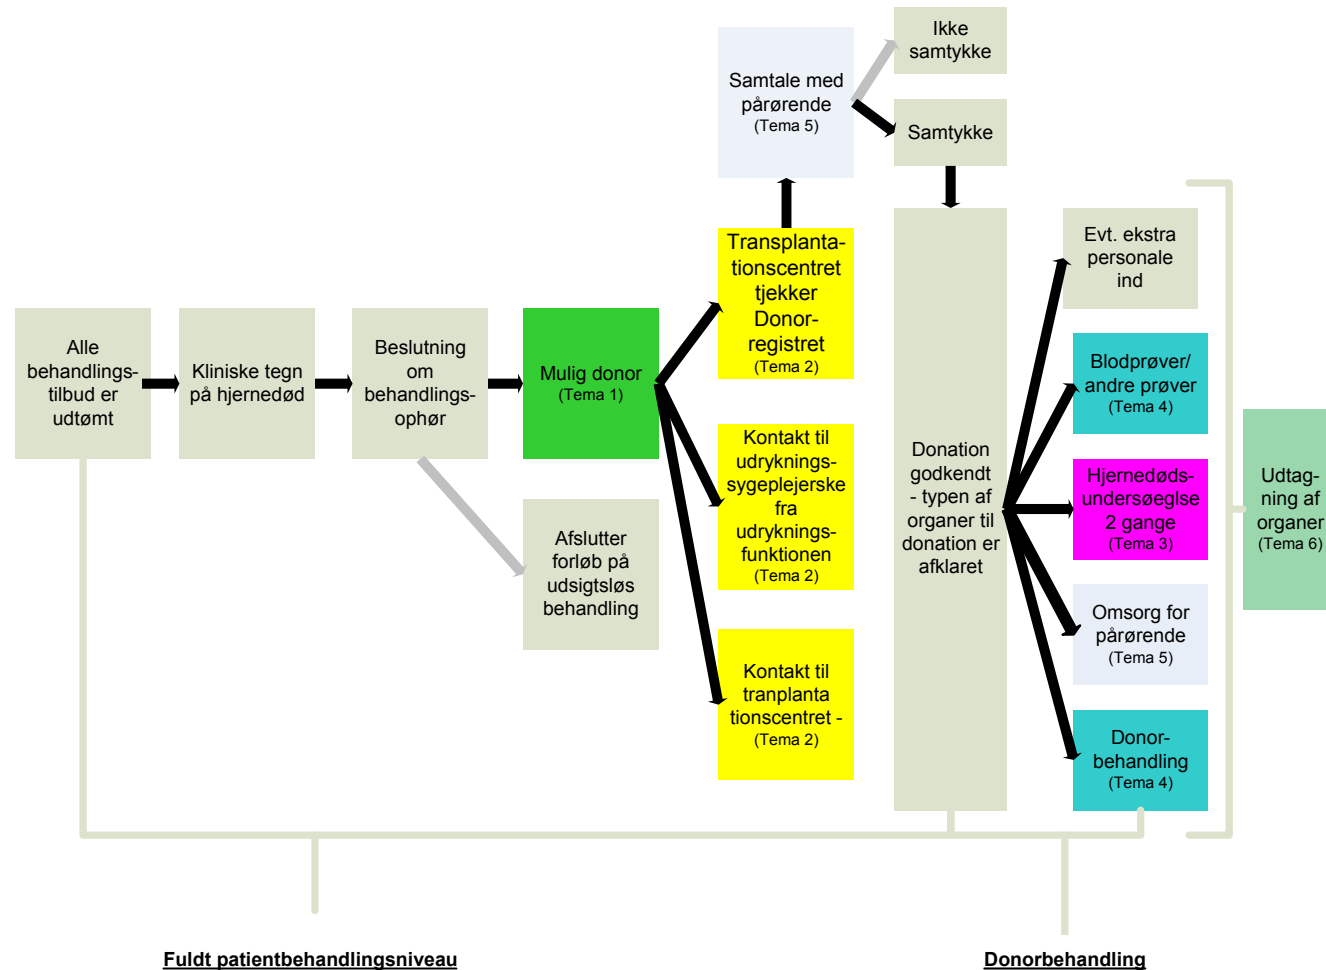 Ikke
samtykke
Samtale med
pårørende
(Tema 5)
Samtykke
Alle
behandlings-
tilbud er
udtømt
Kliniske tegn
på hjernedød
Beslutning
om
behandlings-
ophør
Afslutter
forløb på
udsigtsløs
behandling
Mulig donor
(Tema 1)
Transplanta-
tionscentret
tjekker
Donor-
registret
(Tema 2)
Kontakt til
udryknings-
sygeplejerske
fra
udryknings-
funktionen
(Tema 2)
Kontakt til
tranplanta
tionscentret -
(Tema 2)
Donation
godkendt
- typen af
organer til
donation er
afklaret
Evt. ekstra
personale
ind
Blodprøver/
andre prøver
(Tema 4)
Hjernedøds-
undersøeglse
2 gange
(Tema 3)
Omsorg for
pårørende
(Tema 5)
Donor-
behandling
(Tema 4)
Udtag-
ning af
organer
(Tema 6)
Fuldt patientbehandlingsniveau
Donorbehandling